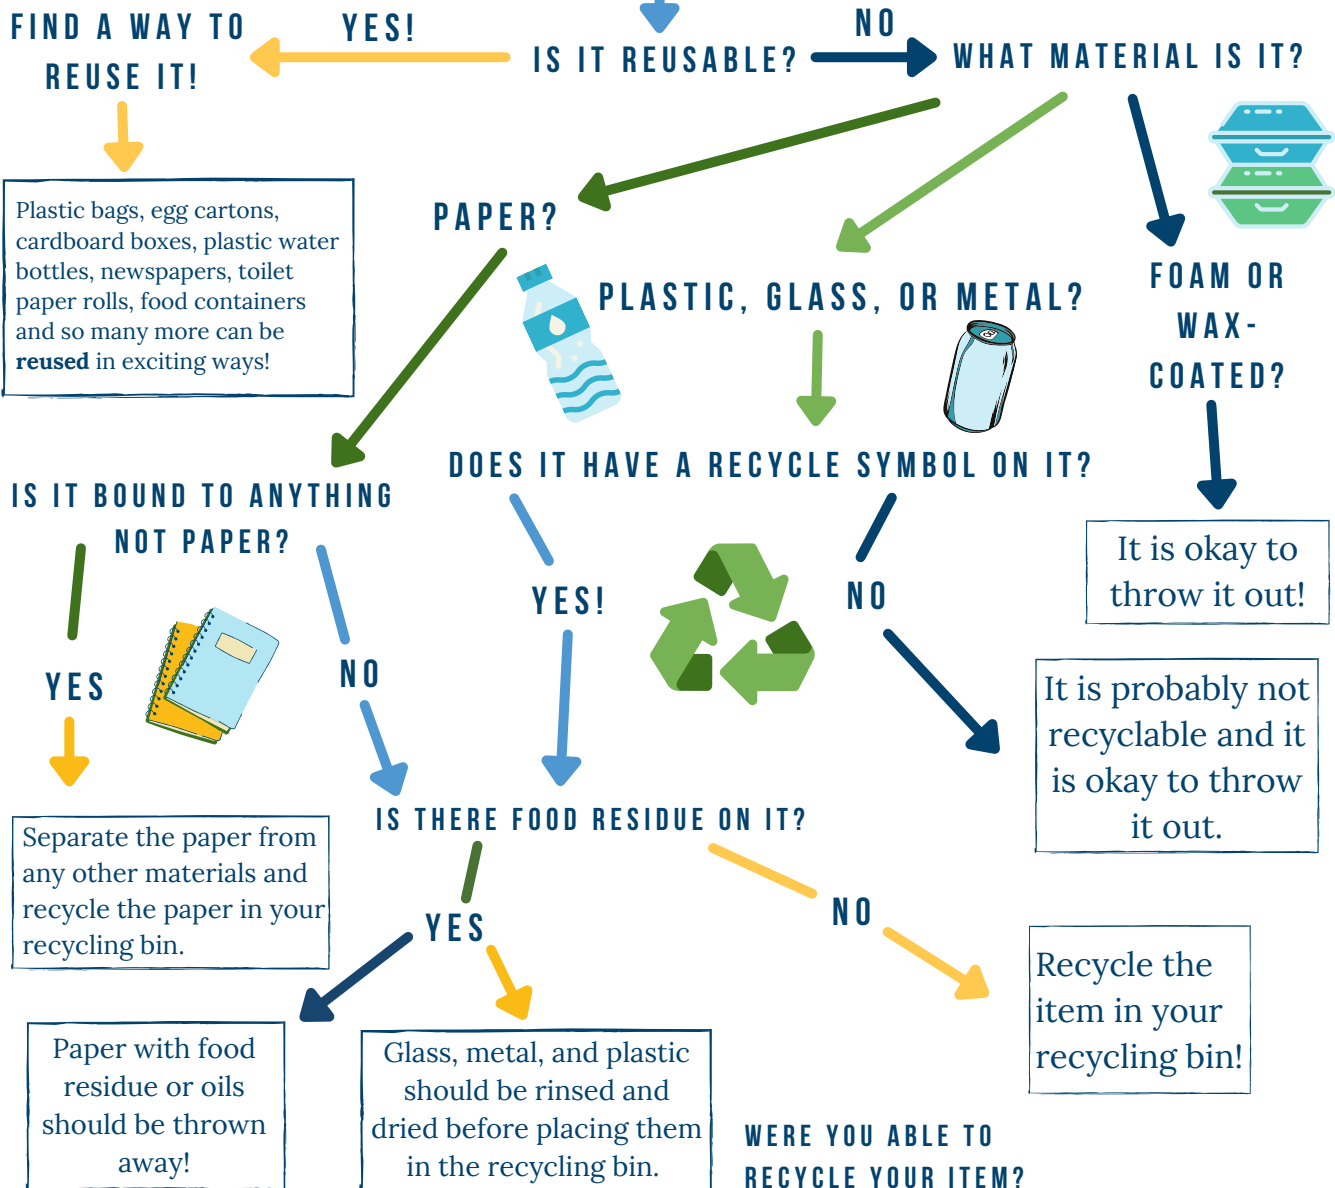 FIND A WAY TO
REUSE IT!
YES!
IS IT REUSABLE?
NO
WHAT MATERIAL IS IT?
Plastic bags, egg cartons,
cardboard boxes, plastic water
bottles, newspapers, toilet
paper rolls, food containers
and so many more can be
reused in exciting ways!
PAPER?
PLASTIC, GLASS, OR METAL?
FOAM OR
WAX-
COATED?
IS IT BOUND TO ANYTHING
NOT PAPER?
DOES IT HAVE A RECYCLE SYMBOL ON IT?
It is okay to
throw it out!
YES
NO
YES!
NO
It is probably not
recyclable and it
is okay to throw
it out.
Separate the paper from
any other materials and
recycle the paper in your
recycling bin.
IS THERE FOOD RESIDUE ON IT?
YES
NO
Recycle the
item in your
recycling bin!
Paper with food
residue or oils
should be thrown
away!
Glass, metal, and plastic
should be rinsed and
dried before placing them
in the recycling bin.
WERE YOU ABLE TO
RECYCLE YOUR ITEM?